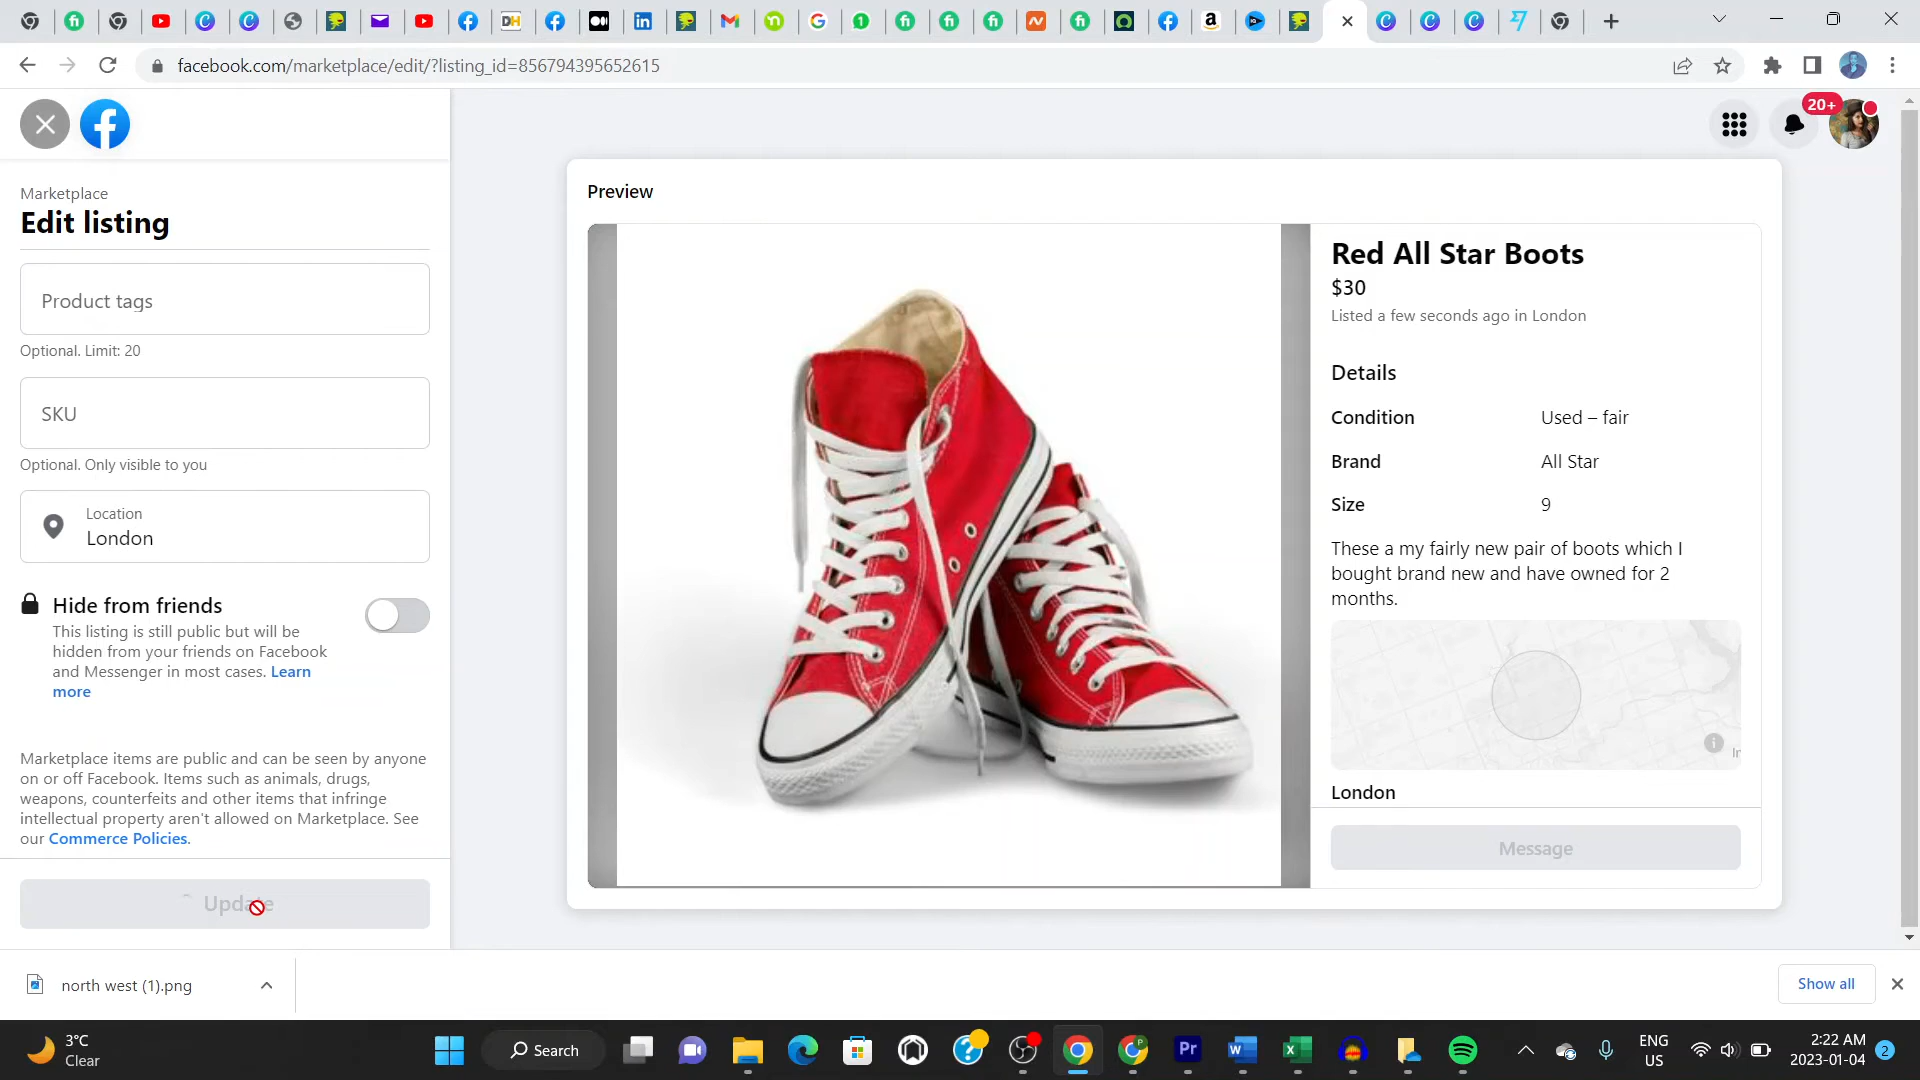 facebook.com/marketplace/edit/?listing_id=856794395652615
20+
Marketplace
Edit listing
Product tags
Optional. Limit: 20
SKU
Optional. Only visible to you
Location
London
Hide from friends
This listing is still public but will be
hidden from your friends on Facebook
and Messenger in most cases. Learn
more
Marketplace items are public and can be seen by anyone
on or off Facebook. Items such as animals, drugs,
weapons, counterfeits and other items that infringe
intellectual property aren't allowed on Marketplace. See
our Commerce Policies.
Update
Preview
Red All Star Boots
$30
Listed a few seconds ago in London
Details
Condition Used – fair
Brand All Star
Size 9
These a my fairly new pair of boots which I
bought brand new and have owned for 2
months.
London
Message
north west (1).png
Show all
3°C
Clear
Search
ENG
US
2:22 AM
2023-01-04
2